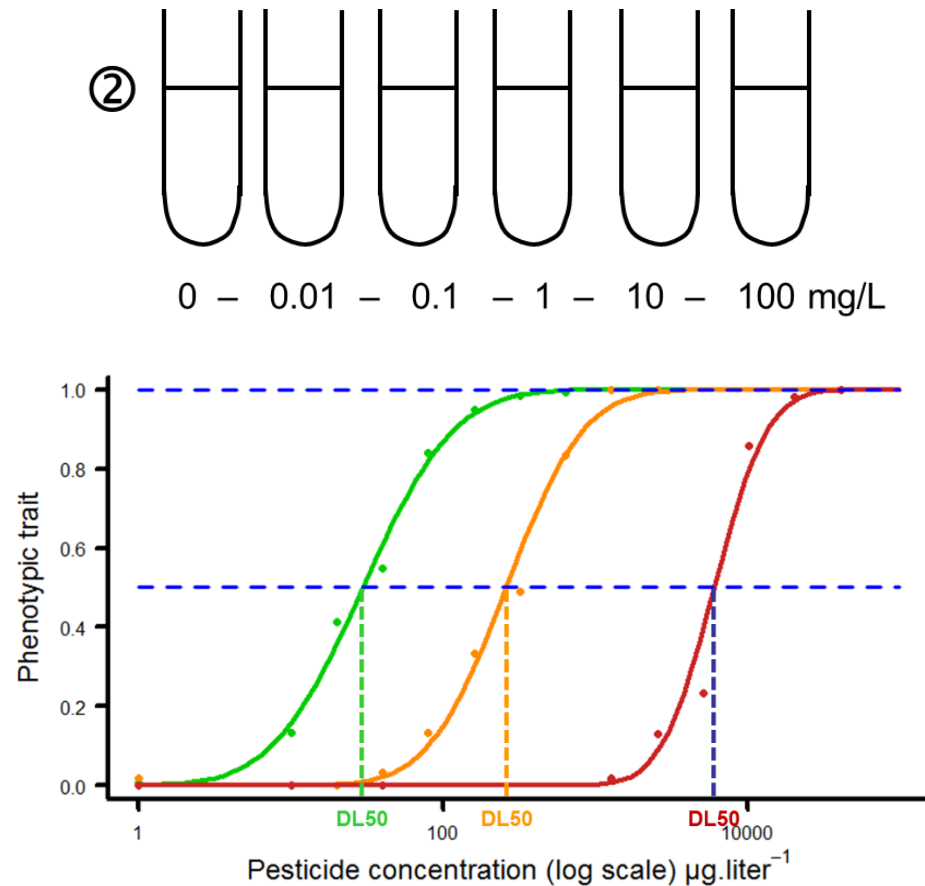 ②
0 – 0.01 – 0.1 – 1 – 10 – 100 mg/L
1.0
0.8
0.6
0.4
0.2
0.0
Phenotypic trait
DL50 DL50 DL50
1 100 10000
Pesticide concentration (log scale) µg.liter⁻¹